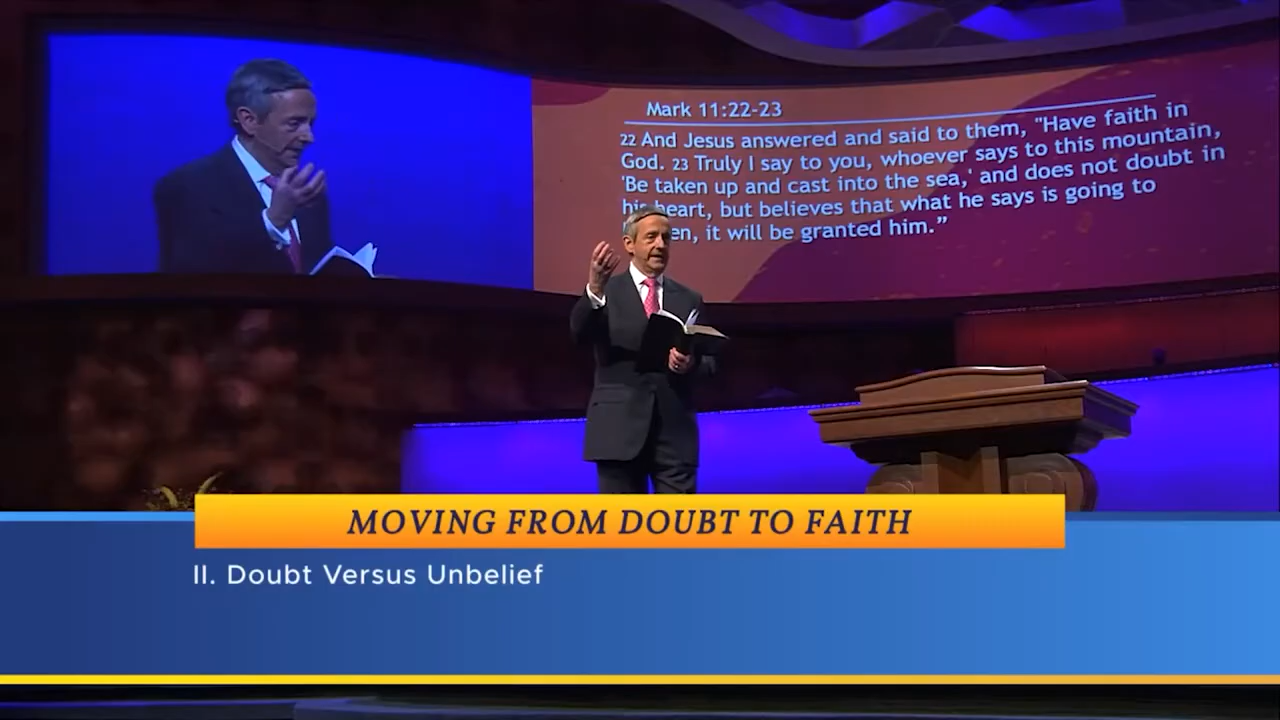 Mark 11:22-23
22 And Jesus answered and said to them, "Have faith in
God. 23 Truly I say to you, whoever says to this mountain,
'Be taken up and cast into the sea,' and does not doubt in
his heart, but believes that what he says is going to
en, it will be granted him.”
MOVING FROM DOUBT TO FAITH
II. Doubt Versus Unbelief